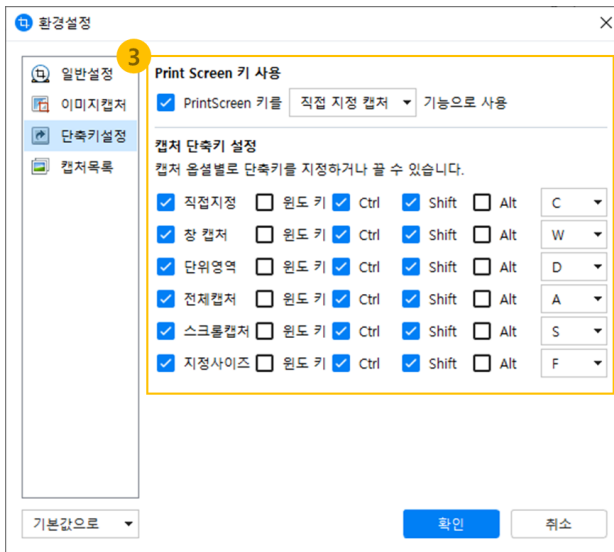 환경설정
3
일반설정
이미지캡처
단축키설정
캡처목록
Print Screen 키 사용
PrintScreen 키를 직접 지정 캡처 기능으로 사용
캡처 단축키 설정
캡처 옵셜별로 단축키를 지정하거나 끌 수 있습니다.
직접지정 윈도 키 Ctrl Shift Alt C
창 캡처 윈도 키 Ctrl Shift Alt W
단위영역 윈도 키 Ctrl Shift Alt D
전체캡처 윈도 키 Ctrl Shift Alt A
스크롤캡처 윈도 키 Ctrl Shift Alt S
지정사이즈 윈도 키 Ctrl Shift Alt F
기본값으로 확인 취소